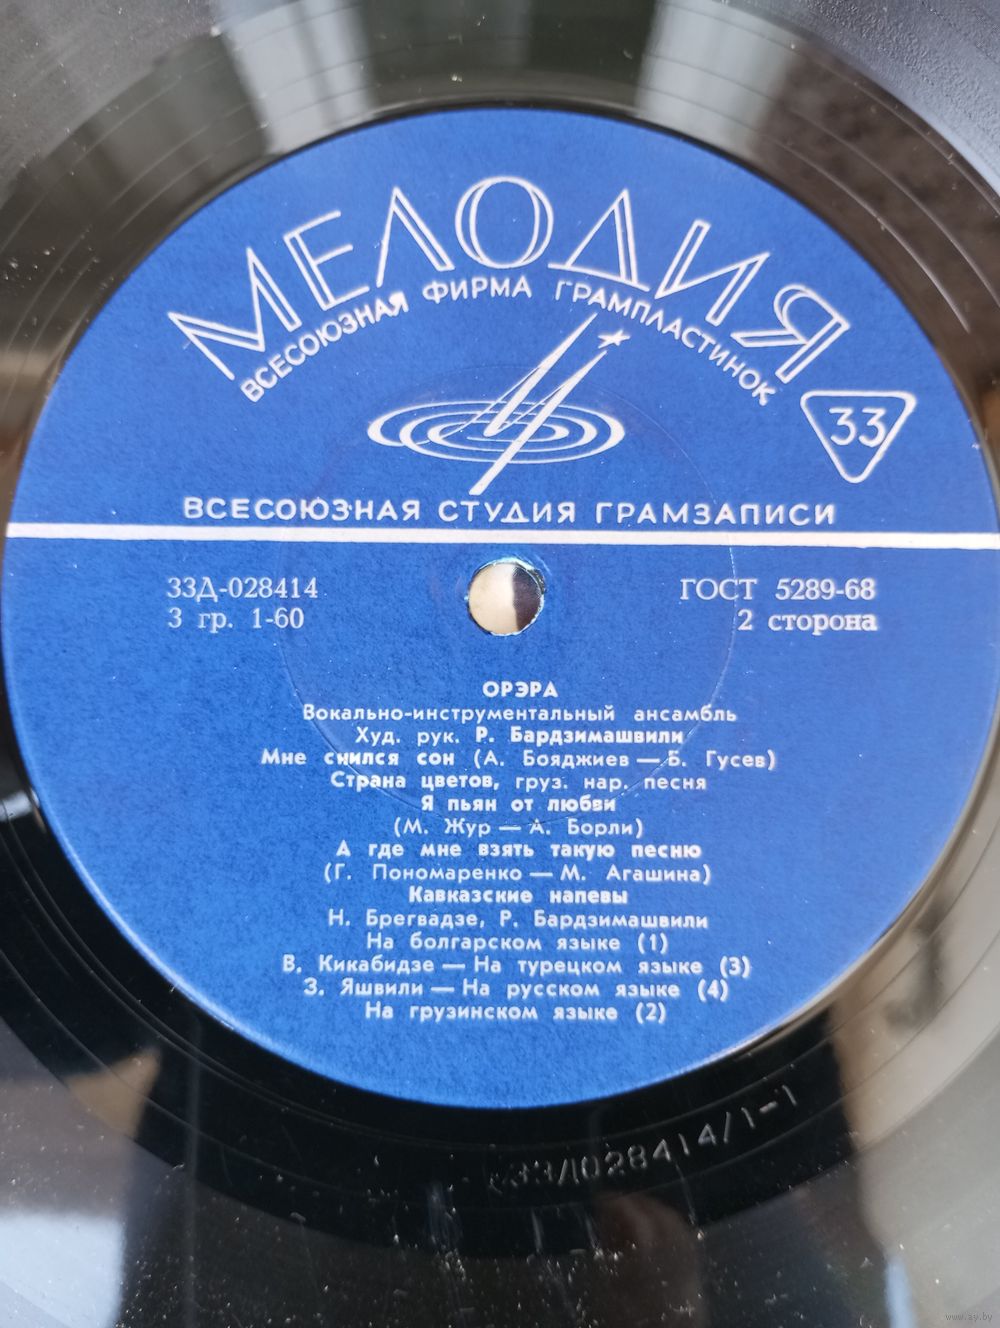 МЕЛОДИЯ
ВСЕСОЮЗНАЯ ФИРМА ГРАМПЛАСТИНОК
33
ВСЕСОЮЗНАЯ СТУДИЯ ГРАМЗАПИСИ
33Д-028414
3 гр. 1-60
ГОСТ 5289-68
2 сторона
ОРЭРА
Вокально-инструментальный ансамбль
Худ. рук. Р. Бардзимашвили
Мне снился сон (А. Бояджиев — Б. Гусев)
Страна цветов, груз. нар. песня
Я пьян от любви
(М. Жур — А. Борли)
А где мне взять такую песню
(Г. Пономаренко — М. Агашина)
Кавказские напевы
Н. Брегвадзе, Р. Бардзимашвили
На болгарском языке (1)
В. Кикабидзе — На турецком языке (3)
З. Яшвили — На русском языке (4)
На грузинском языке (2)
33Д028414/1-1
www.ay.by